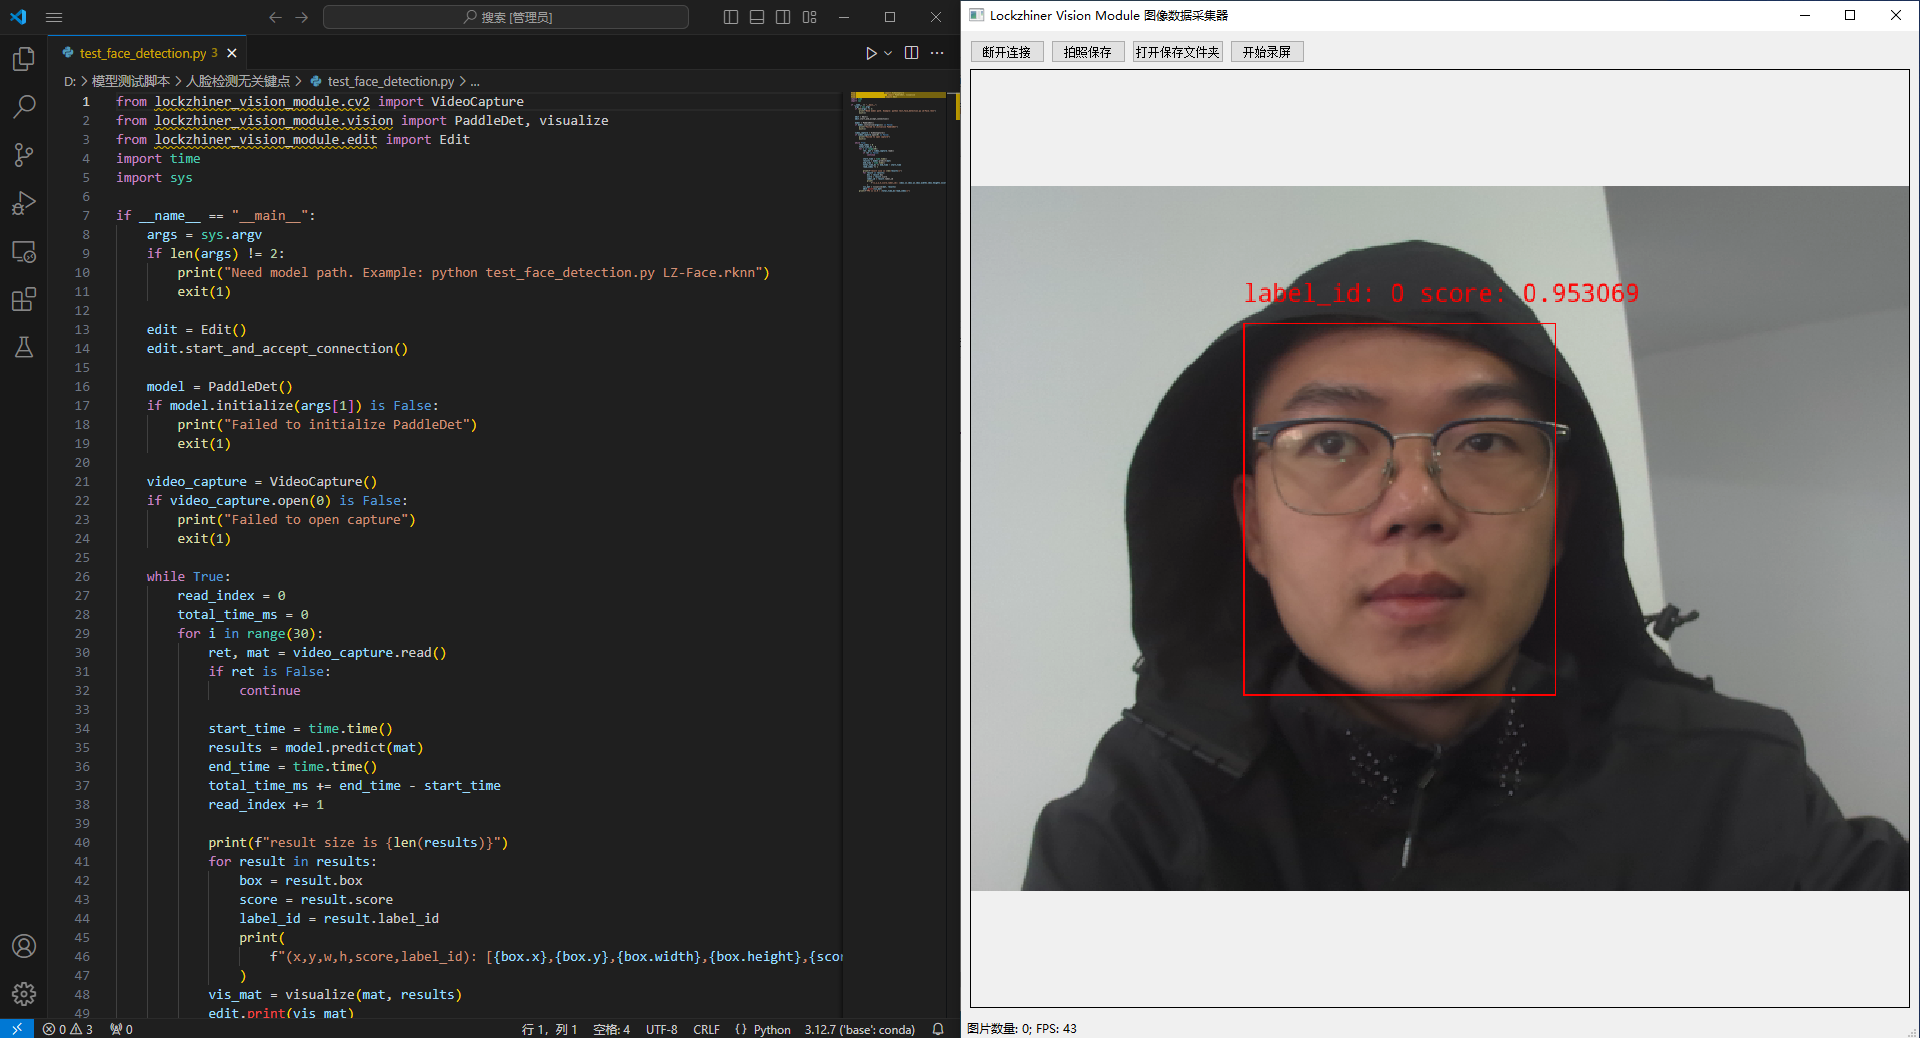 搜索 [管理员]
test_face_detection.py 3
D: > 模型测试脚本 > 人脸检测无关键点 > test_face_detection.py > ...
1 from lockzhiner_vision_module.cv2 import VideoCapture
2 from lockzhiner_vision_module.vision import PaddleDet, visualize
3 from lockzhiner_vision_module.edit import Edit
4 import time
5 import sys
6
7 if __name__ == "__main__":
8 args = sys.argv
9 if len(args) != 2:
10 print("Need model path. Example: python test_face_detection.py LZ-Face.rknn")
11 exit(1)
12
13 edit = Edit()
14 edit.start_and_accept_connection()
15
16 model = PaddleDet()
17 if model.initialize(args[1]) is False:
18 print("Failed to initialize PaddleDet")
19 exit(1)
20
21 video_capture = VideoCapture()
22 if video_capture.open(0) is False:
23 print("Failed to open capture")
24 exit(1)
25
26 while True:
27 read_index = 0
28 total_time_ms = 0
29 for i in range(30):
30 ret, mat = video_capture.read()
31 if ret is False:
32 continue
33
34 start_time = time.time()
35 results = model.predict(mat)
36 end_time = time.time()
37 total_time_ms += end_time - start_time
38 read_index += 1
39
40 print(f"result size is {len(results)}")
41 for result in results:
42 box = result.box
43 score = result.score
44 label_id = result.label_id
45 print(
46 f"(x,y,w,h,score,label_id): [{box.x},{box.y},{box.width},{box.height},{scor
47 )
48 vis_mat = visualize(mat, results)
49 edit.print(vis_mat)
0 3 0 行 1, 列 1 空格: 4 UTF-8 CRLF {} Python 3.12.7 ('base': conda)
Lockzhiner Vision Module 图像数据采集器
断开连接 拍照保存 打开保存文件夹 开始录屏
label_id: 0 score: 0.953069
图片数量: 0; FPS: 43